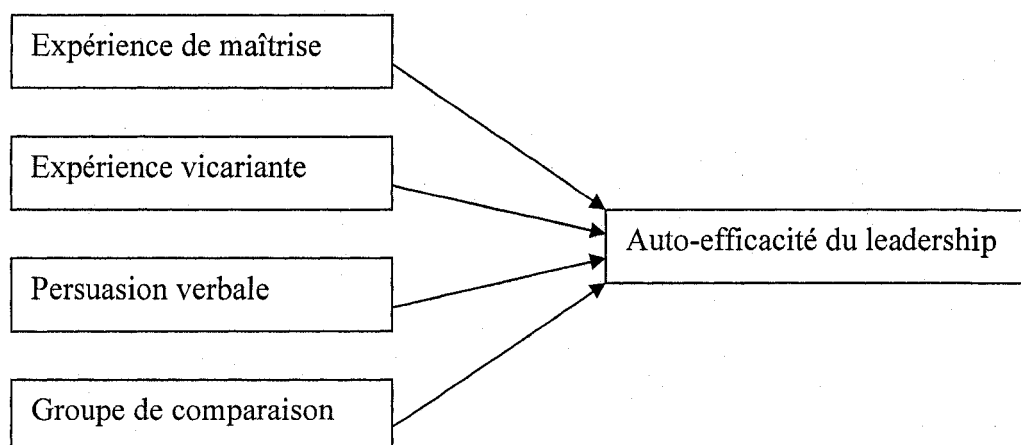 Expérience de maîtrise
Expérience vicariante
Auto-efficacité du leadership
Persuasion verbale
Groupe de comparaison